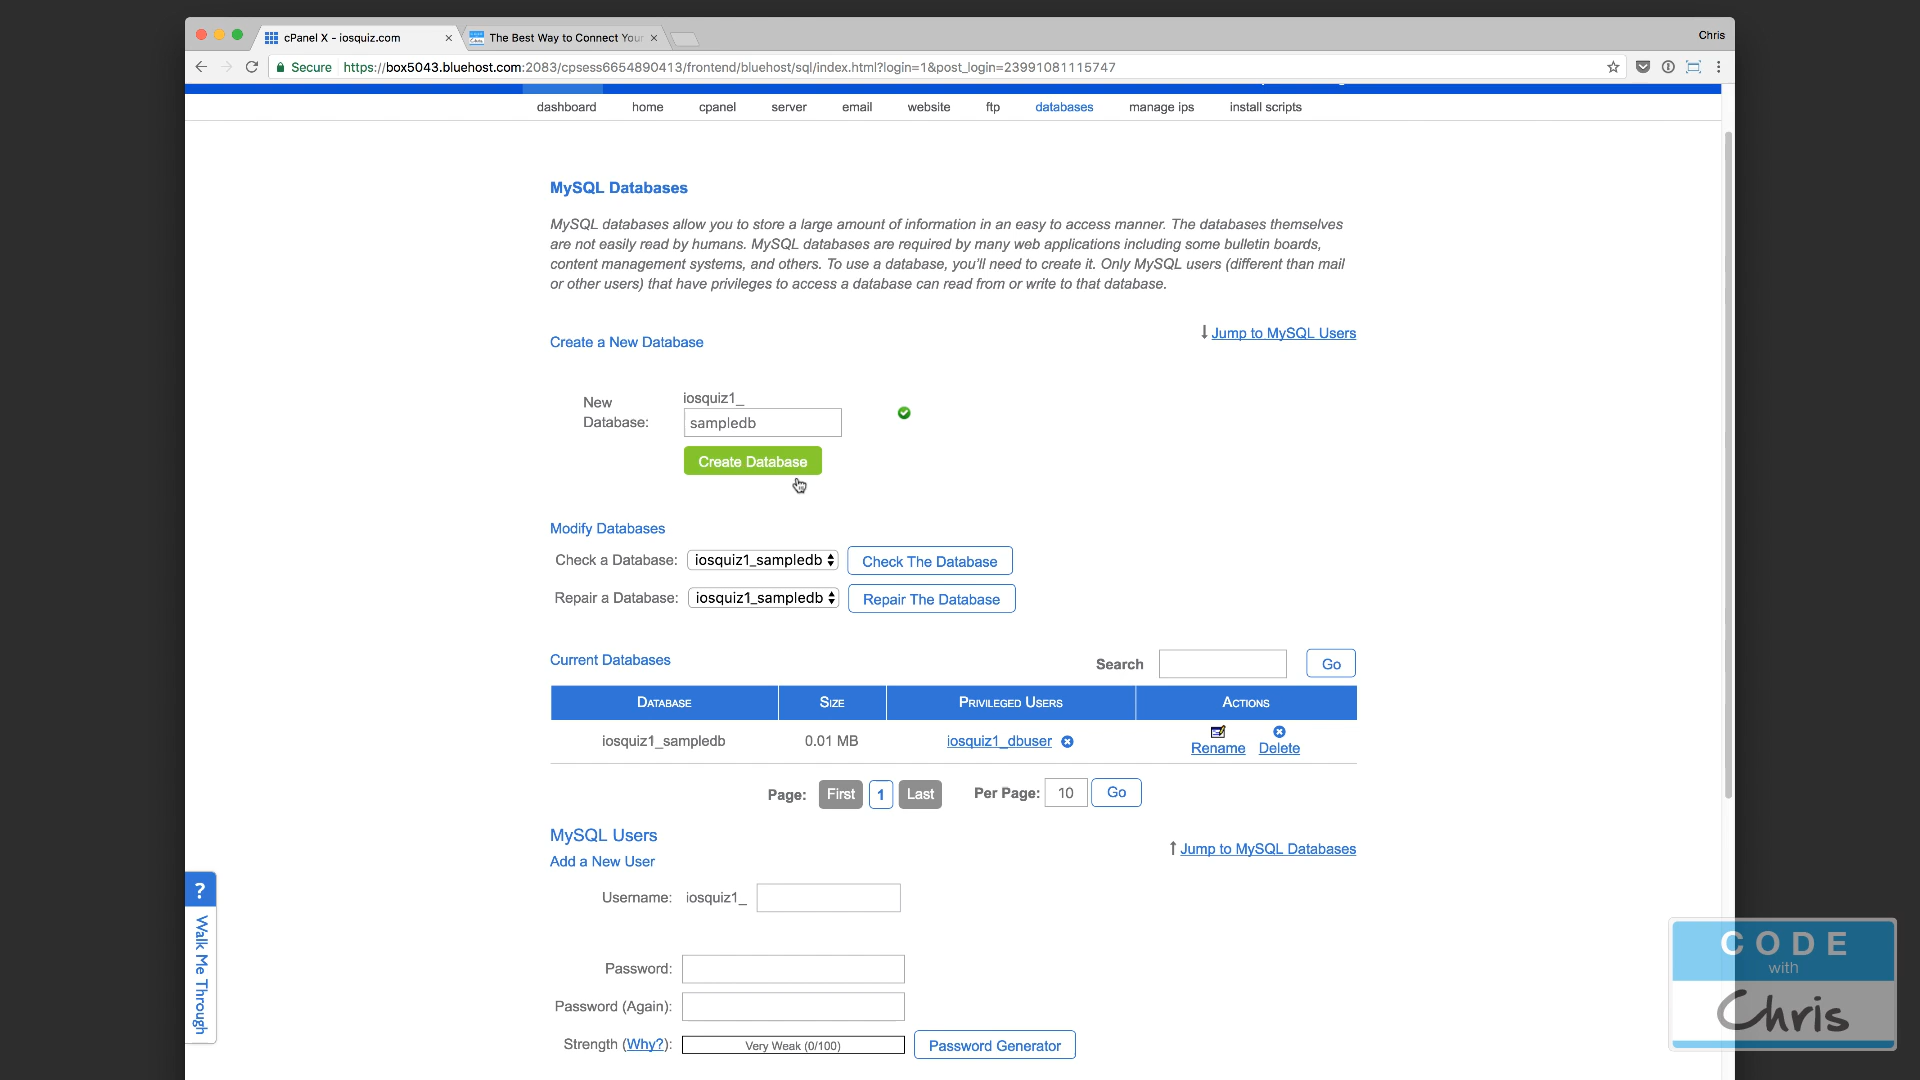 cPanel X - iosquiz.com
The Best Way to Connect Your
Chris
Secure
https://box5043.bluehost.com:2083/cpsess6654890413/frontend/bluehost/sql/index.html?login=1&post_login=23991081115747
dashboard home cpanel server email website ftp databases manage ips install scripts
MySQL Databases
MySQL databases allow you to store a large amount of information in an easy to access manner. The databases themselves
are not easily read by humans. MySQL databases are required by many web applications including some bulletin boards,
content management systems, and others. To use a database, you'll need to create it. Only MySQL users (different than mail
or other users) that have privileges to access a database can read from or write to that database.
Jump to MySQL Users
Create a New Database
New
Database:
iosquiz1_
sampledb
Create Database
Modify Databases
Check a Database: iosquiz1_sampledb Check The Database
Repair a Database: iosquiz1_sampledb Repair The Database
Current Databases
Search Go
Database Size Privileged Users Actions
iosquiz1_sampledb 0.01 MB iosquiz1_dbuser Rename Delete
Page: First 1 Last Per Page: 10 Go
MySQL Users
Jump to MySQL Databases
Add a New User
Username: iosquiz1_
Password:
Password (Again):
Strength (Why?): Very Weak (0/100) Password Generator
?
Walk Me Through
CODE
with
Chris